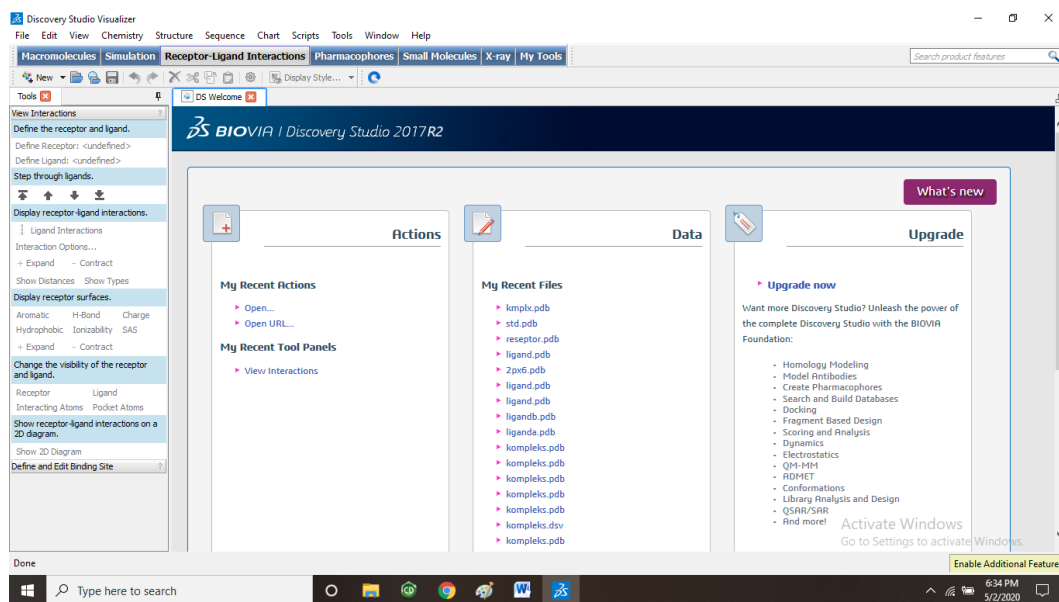 Discovery Studio Visualizer
File Edit View Chemistry Structure Sequence Chart Scripts Tools Window Help
Macromolecules Simulation Receptor-Ligand Interactions Pharmacophores Small Molecules X-ray My Tools
Search product features
New Display Style...
Tools
DS Welcome
View Interactions ?
Define the receptor and ligand.
Define Receptor: <undefined>
Define Ligand: <undefined>
Step through ligands.
Display receptor-ligand interactions.
Ligand Interactions
Interaction Options...
+ Expand - Contract
Show Distances Show Types
Display receptor surfaces.
Aromatic H-Bond Charge
Hydrophobic Ionizability SAS
+ Expand - Contract
Change the visibility of the receptor
and ligand.
Receptor Ligand
Interacting Atoms Pocket Atoms
Show receptor-ligand interactions on a
2D diagram.
Show 2D Diagram
Define and Edit Binding Site ?
BIOVIA | Discovery Studio 2017R2
What's new
Actions
My Recent Actions
Open...
Open URL...
My Recent Tool Panels
View Interactions
Data
My Recent Files
kmplx.pdb
std.pdb
reseptor.pdb
ligand.pdb
2px6.pdb
ligand.pdb
ligand.pdb
ligandb.pdb
liganda.pdb
kompleks.pdb
kompleks.pdb
kompleks.pdb
kompleks.pdb
kompleks.pdb
kompleks.dsv
kompleks.pdb
Upgrade
Upgrade now
Want more Discovery Studio? Unleash the power of
the complete Discovery Studio with the BIOVIA
Foundation:
- Homology Modeling
- Model Antibodies
- Create Pharmacophores
- Search and Build Databases
- Docking
- Fragment Based Design
- Scoring and Analysis
- Dynamics
- Electrostatics
- QM-MM
- ADMET
- Conformations
- Library Analysis and Design
- QSAR/SAR
- And more!
Activate Windows
Go to Settings to activate Windows.
Done
Enable Additional Feature
Type here to search
6:34 PM
5/2/2020